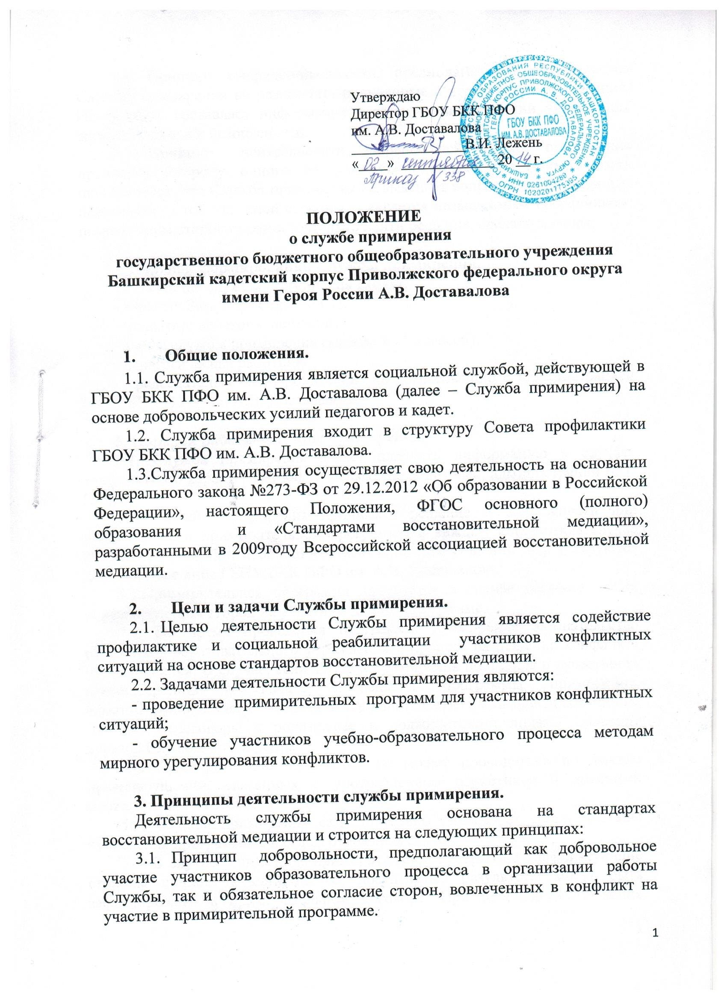 Утверждаю
Директор ГБОУ БКК ПФО
им. А.В. Доставалова
В.И. Лежень
«02» сентября 2014 г.
Приказ N 338
ГБОУ БКК ПФО
ИМ. А.В. ДОСТАВАЛОВА
ИНН 0261004289
ОГРН 1020201775395
ПОЛОЖЕНИЕ
о службе примирения
государственного бюджетного общеобразовательного учреждения
Башкирский кадетский корпус Приволжского федерального округа
имени Героя России А.В. Доставалова
1. Общие положения.
1.1. Служба примирения является социальной службой, действующей в
ГБОУ БКК ПФО им. А.В. Доставалова (далее – Служба примирения) на
основе добровольческих усилий педагогов и кадет.
1.2. Служба примирения входит в структуру Совета профилактики
ГБОУ БКК ПФО им. А.В. Доставалова.
1.3.Служба примирения осуществляет свою деятельность на основании
Федерального закона №273-ФЗ от 29.12.2012 «Об образовании в Российской
Федерации», настоящего Положения, ФГОС основного (полного)
образования и «Стандартами восстановительной медиации»,
разработанными в 2009году Всероссийской ассоциацией восстановительной
медиации.
2. Цели и задачи Службы примирения.
2.1. Целью деятельности Службы примирения является содействие
профилактике и социальной реабилитации участников конфликтных
ситуаций на основе стандартов восстановительной медиации.
2.2. Задачами деятельности Службы примирения являются:
- проведение примирительных программ для участников конфликтных
ситуаций;
- обучение участников учебно-образовательного процесса методам
мирного урегулирования конфликтов.
3. Принципы деятельности службы примирения.
Деятельность службы примирения основана на стандартах
восстановительной медиации и строится на следующих принципах:
3.1. Принцип добровольности, предполагающий как добровольное
участие участников образовательного процесса в организации работы
Службы, так и обязательное согласие сторон, вовлеченных в конфликт на
участие в примирительной программе.
1